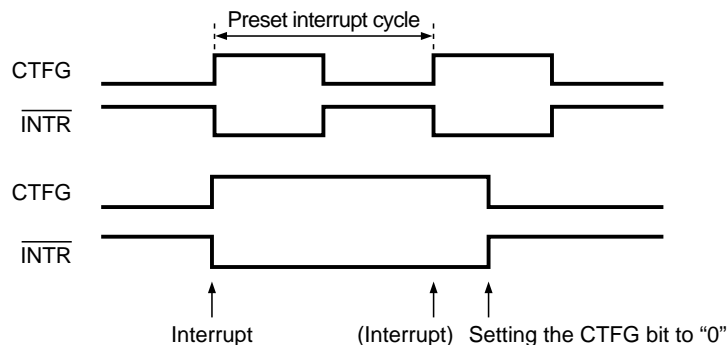 Preset interrupt cycle
CTFG
INTR
CTFG
INTR
Interrupt (Interrupt) Setting the CTFG bit to “0”